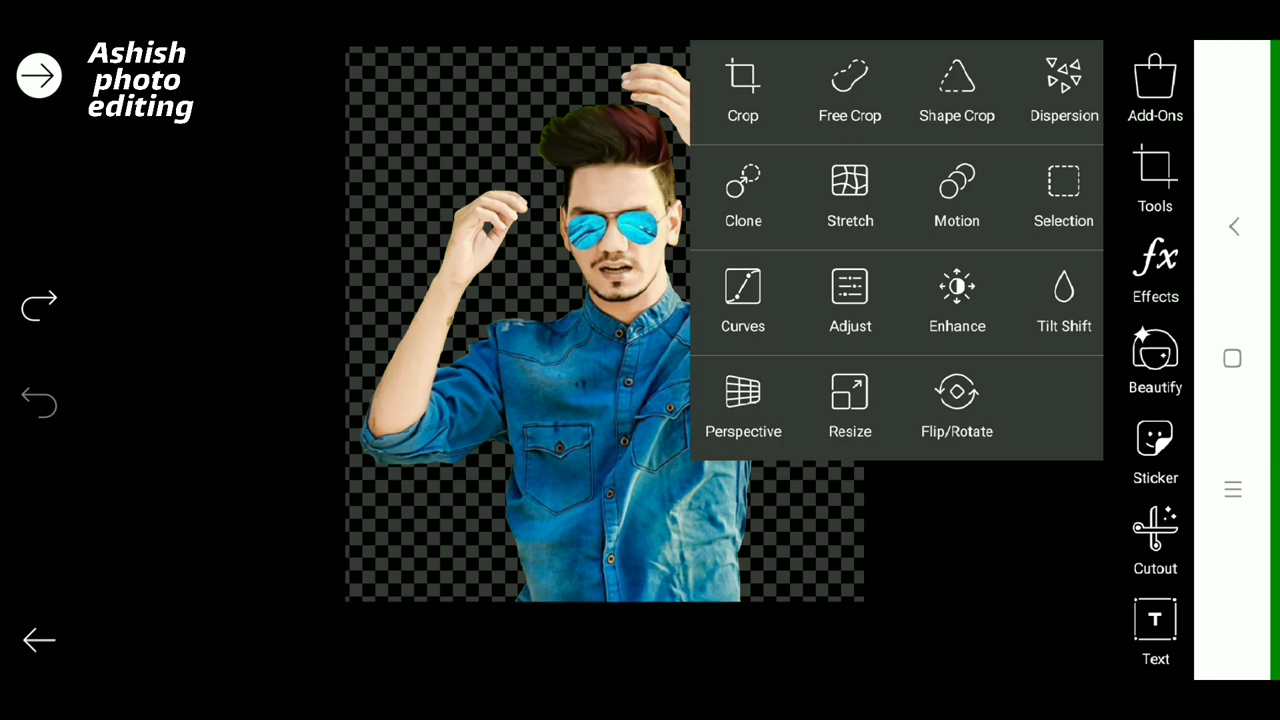 Ashish
photo
editing
Crop
Free Crop
Shape Crop
Dispersion
Clone
Stretch
Motion
Selection
Curves
Adjust
Enhance
Tilt Shift
Perspective
Resize
Flip/Rotate
Add-Ons
Tools
fx
Effects
Beautify
Sticker
Cutout
T
Text